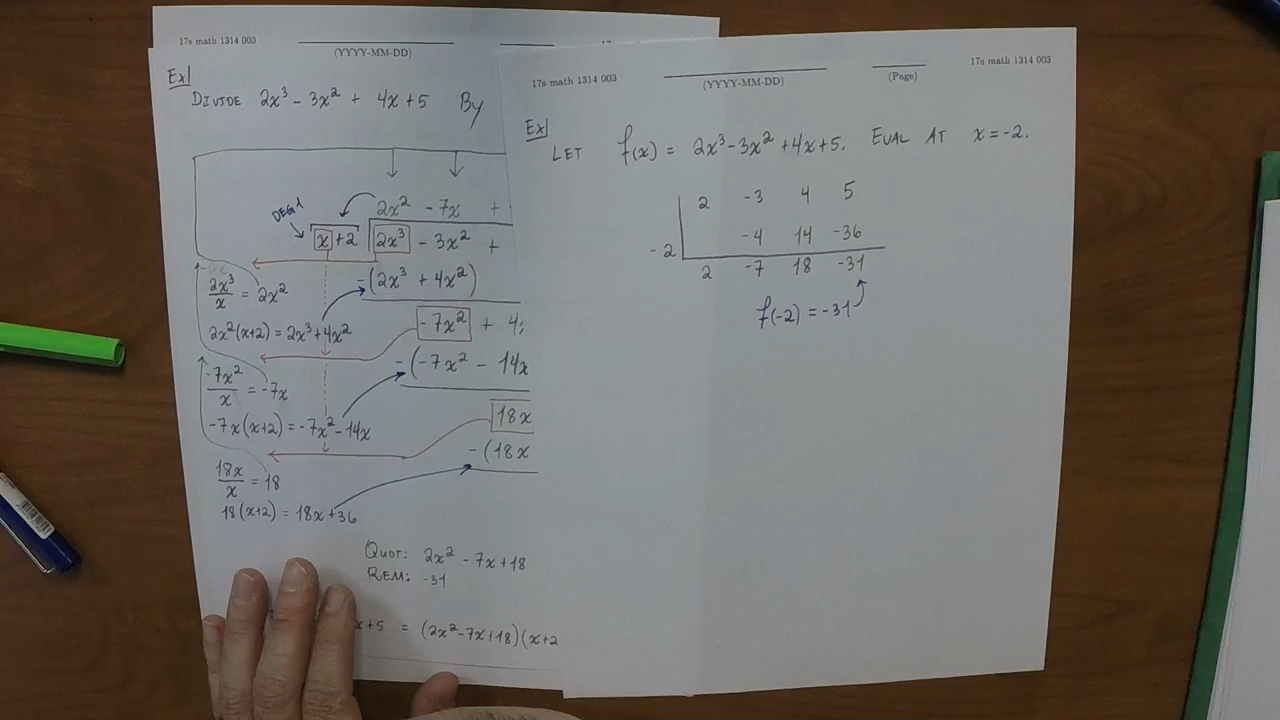 17s math 1314 003
(YYYY-MM-DD)
Ex|
DIVIDE 2x³ - 3x² + 4x + 5 By
2x² - 7x +
DEG 1
x + 2 2x³ - 3x² +
-(2x³ + 4x²)
2x³/x = 2x²
2x²(x+2) = 2x³+4x²
-7x² + 4
-(-7x² - 14x
-7x²/x = -7x
-7x(x+2) = -7x² - 14x
18x
-(18x
18x/x = 18
18(x+2) = 18x+36
QUOT: 2x² - 7x + 18
REM: -31
x+5 = (2x²-7x+18)(x+2
17s math 1314 003
(YYYY-MM-DD)
(Page)
17s math 1314 003
Ex|
LET f(x) = 2x³-3x²+4x+5. EVAL AT x=-2.
2 -3 4 5
-2 -4 14 -36
2 -7 18 -31
f(-2) = -31